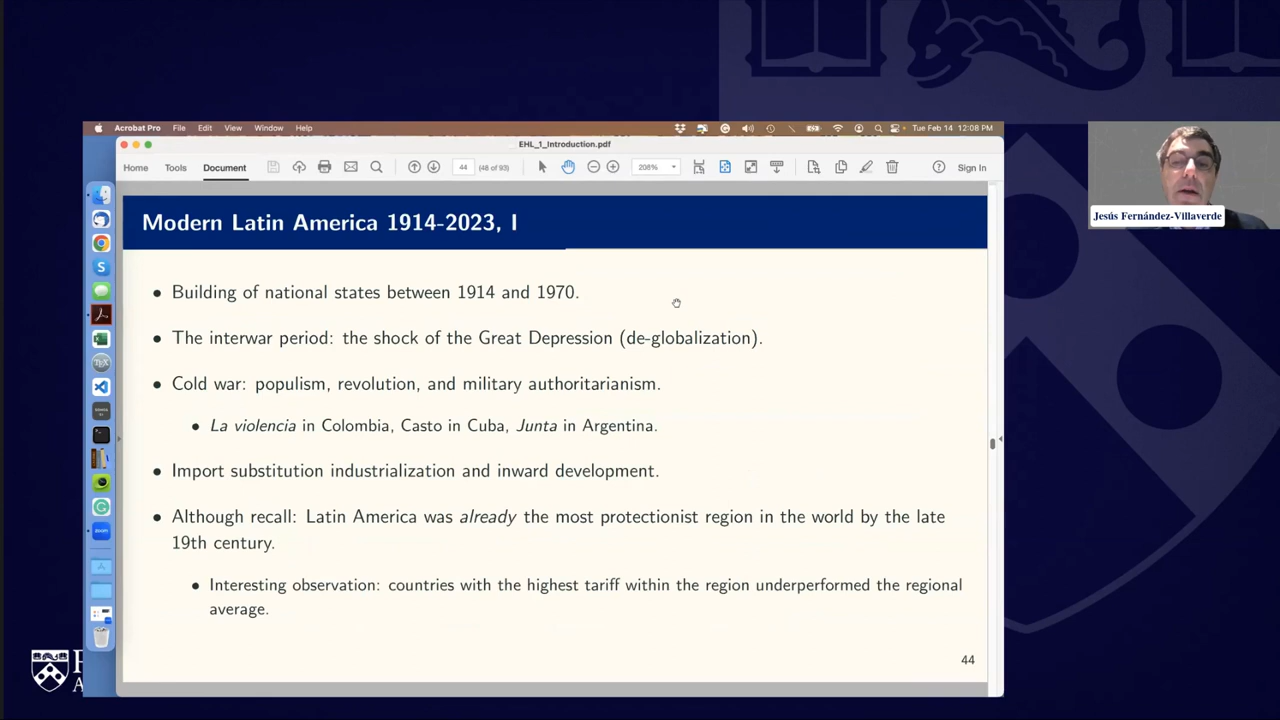 Acrobat Pro File Edit View Window Help Tue Feb 14 12:08 PM
EHL_1_Introduction.pdf
Home Tools Document 44 (48 of 93) 208% Sign In
Modern Latin America 1914-2023, I
• Building of national states between 1914 and 1970.
• The interwar period: the shock of the Great Depression (de-globalization).
• Cold war: populism, revolution, and military authoritarianism.
• La violencia in Colombia, Casto in Cuba, Junta in Argentina.
• Import substitution industrialization and inward development.
• Although recall: Latin America was already the most protectionist region in the world by the late
19th century.
• Interesting observation: countries with the highest tariff within the region underperformed the regional
average.
44
Jesús Fernández-Villaverde